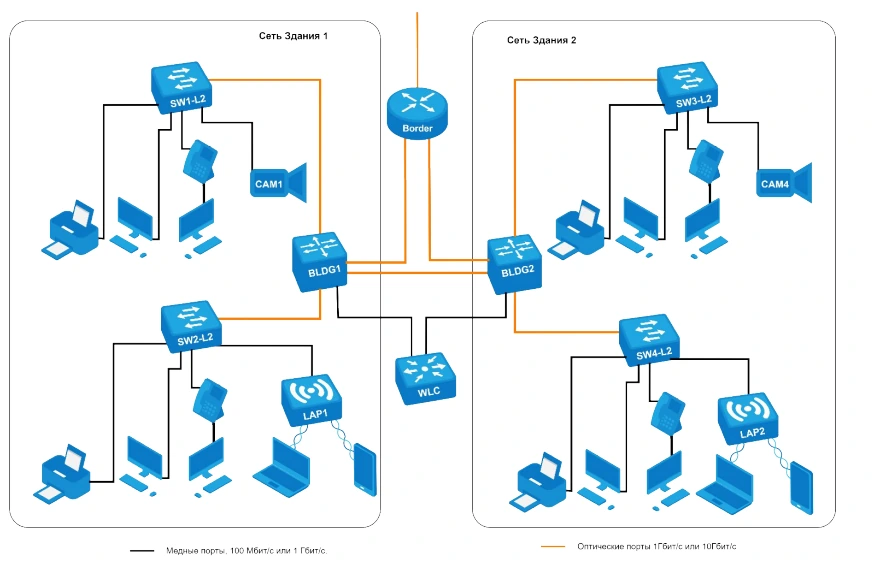 Сеть Здания 1
Сеть Здания 2
SW1-L2
SW3-L2
Border
CAM1
CAM4
BLDG1
BLDG2
SW2-L2
SW4-L2
WLC
LAP1
LAP2
Медные порты, 100 Мбит/с или 1 Гбит/с.
Оптические порты 1Гбит/с или 10Гбит/с